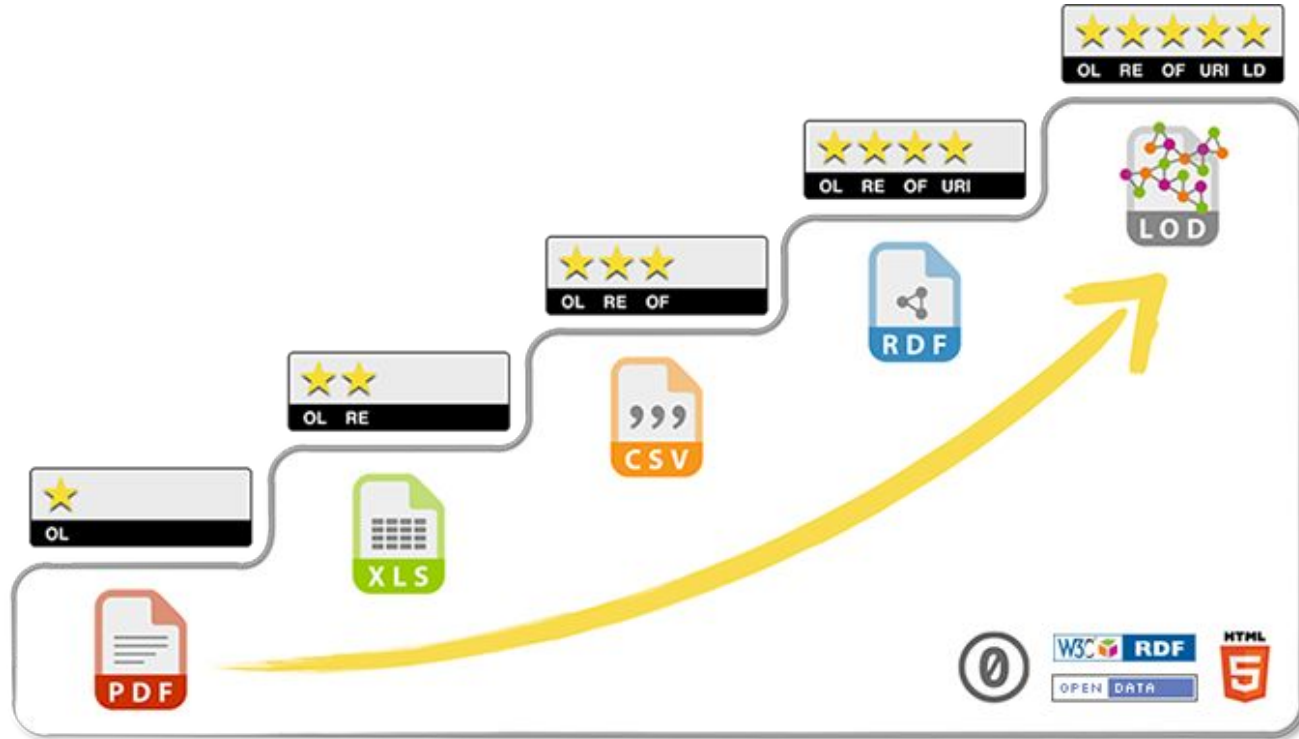 OL RE OF URI LD
OL RE OF URI
LOD
OL RE OF
RDF
OL RE
CSV
OL
XLS
PDF
0
W3C RDF
OPEN DATA
HTML
5